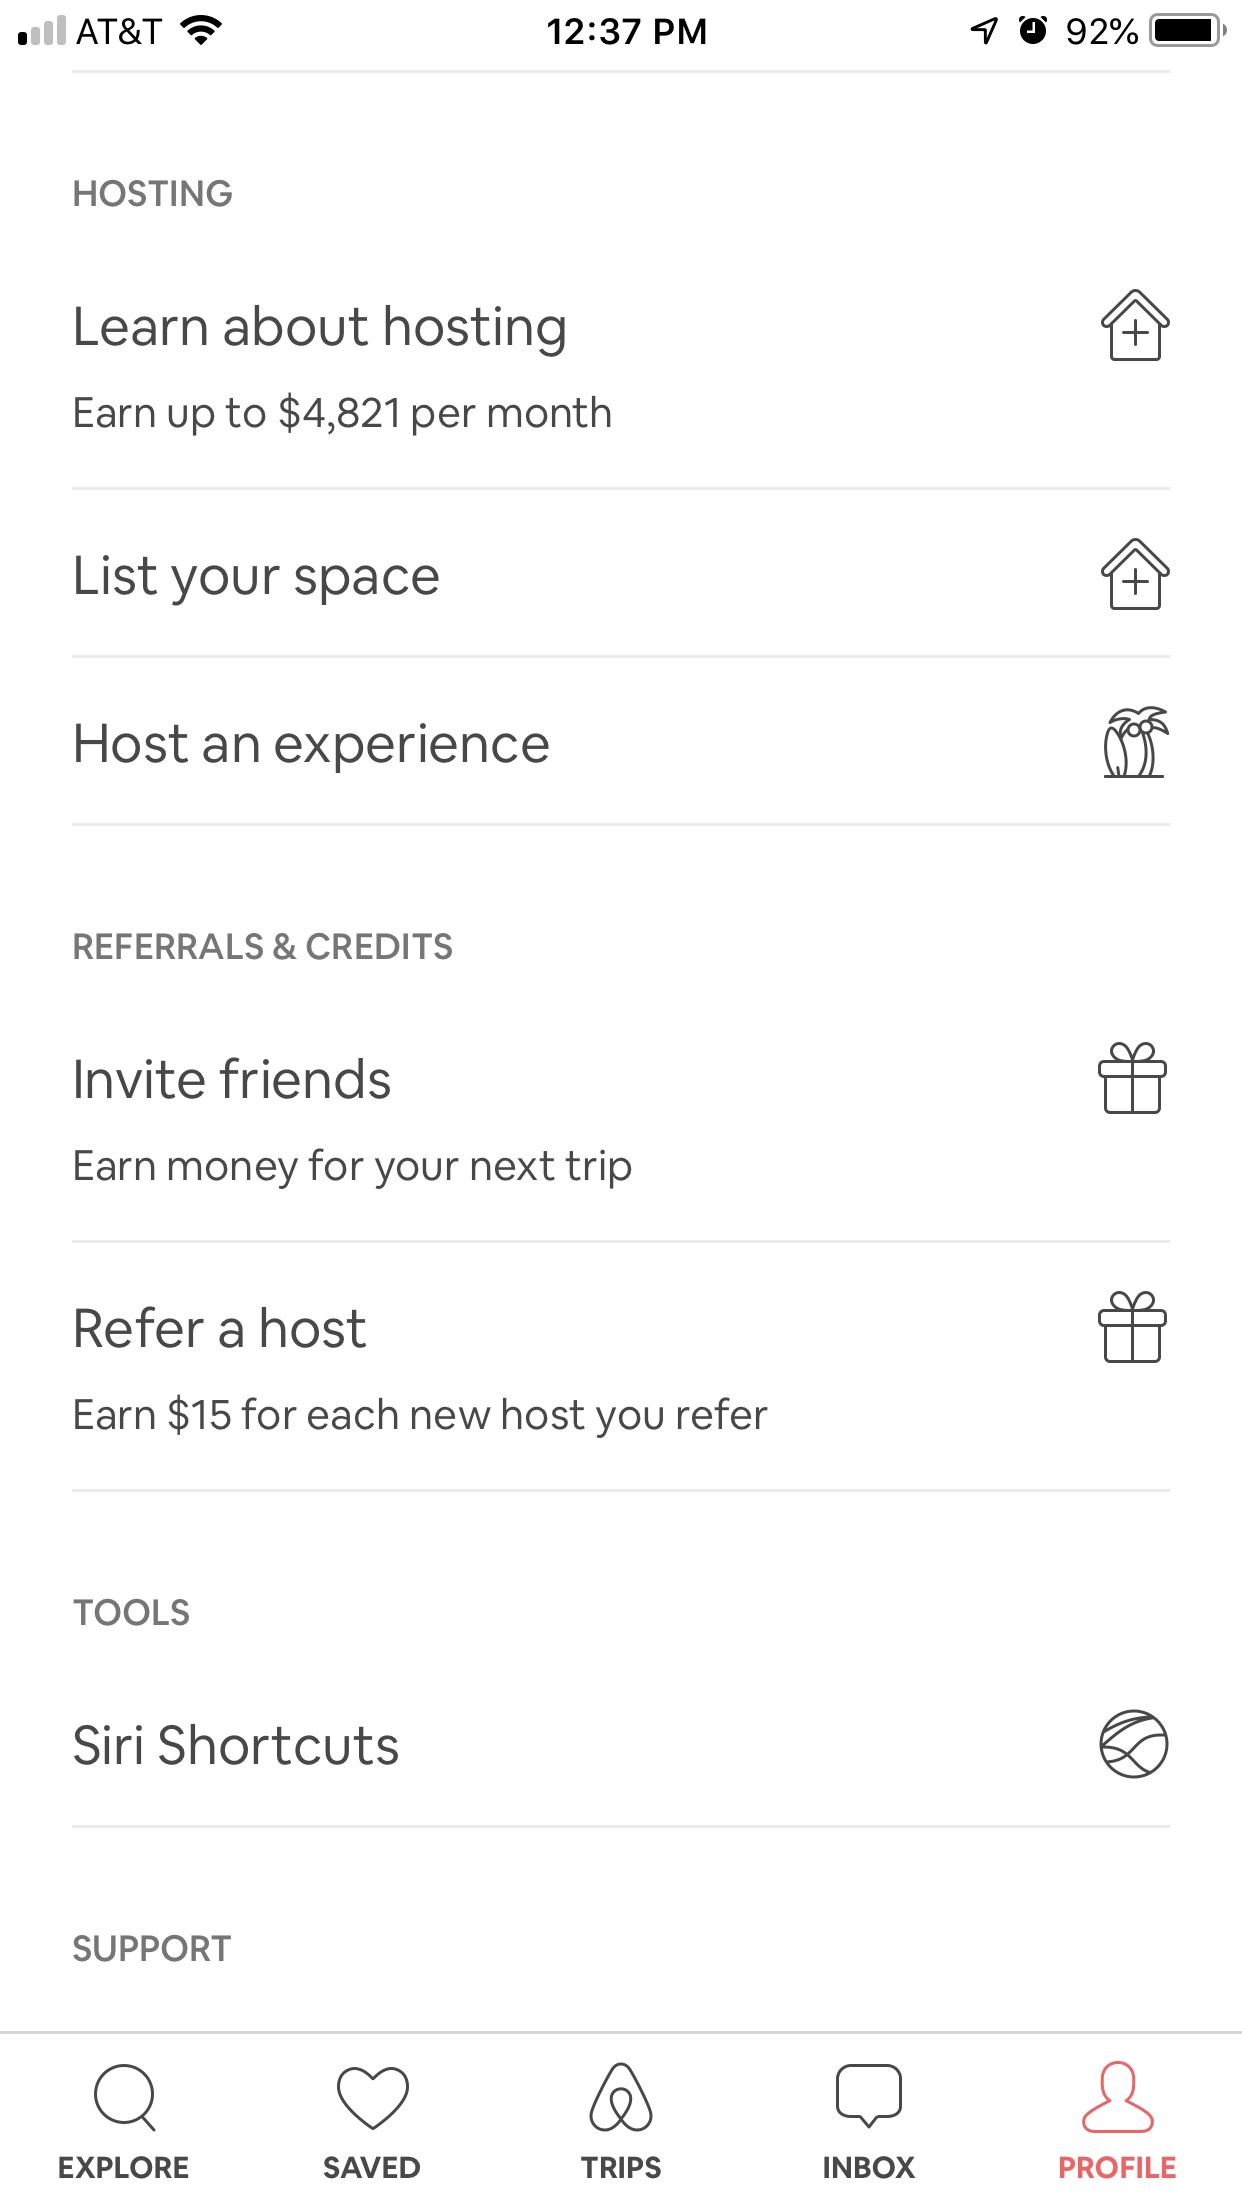 AT&T 12:37 PM 92%
HOSTING
Learn about hosting
Earn up to $4,821 per month
List your space
Host an experience
REFERRALS & CREDITS
Invite friends
Earn money for your next trip
Refer a host
Earn $15 for each new host you refer
TOOLS
Siri Shortcuts
SUPPORT
EXPLORE SAVED TRIPS INBOX PROFILE